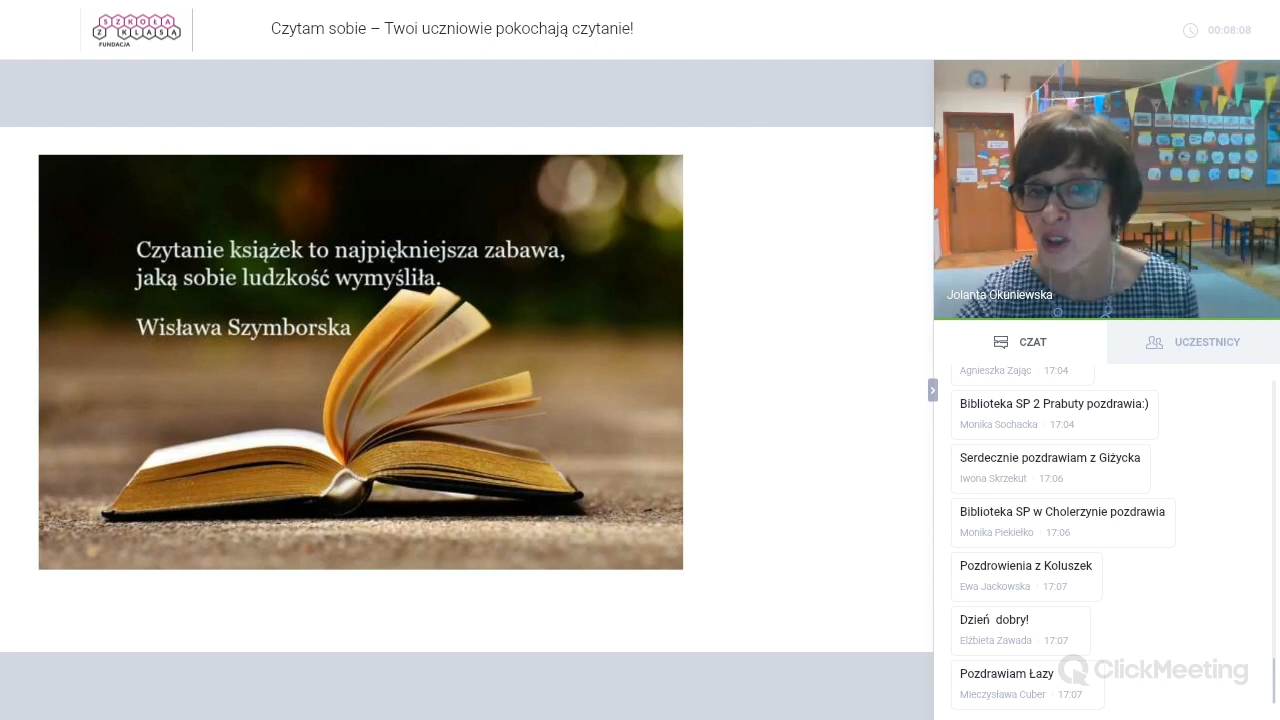 SZKOŁA
Z KLASĄ
FUNDACJA
Czytam sobie – Twoi uczniowie pokochają czytanie!
00:08:08
Czytanie książek to najpiękniejsza zabawa,
jaką sobie ludzkość wymyśliła.
Wisława Szymborska
Jolanta Okuniewska
CZAT
UCZESTNICY
Agnieszka Zając 17:04
Biblioteka SP 2 Prabuty pozdrawia:)
Monika Sochacka 17:04
Serdecznie pozdrawiam z Giżycka
Iwona Skrzekut 17:06
Biblioteka SP w Cholerzynie pozdrawia
Monika Piekiełko 17:06
Pozdrowienia z Koluszek
Ewa Jackowska 17:07
Dzień  dobry!
Elżbieta Zawada 17:07
Pozdrawiam Łazy
Mieczysława Cuber 17:07
ClickMeeting